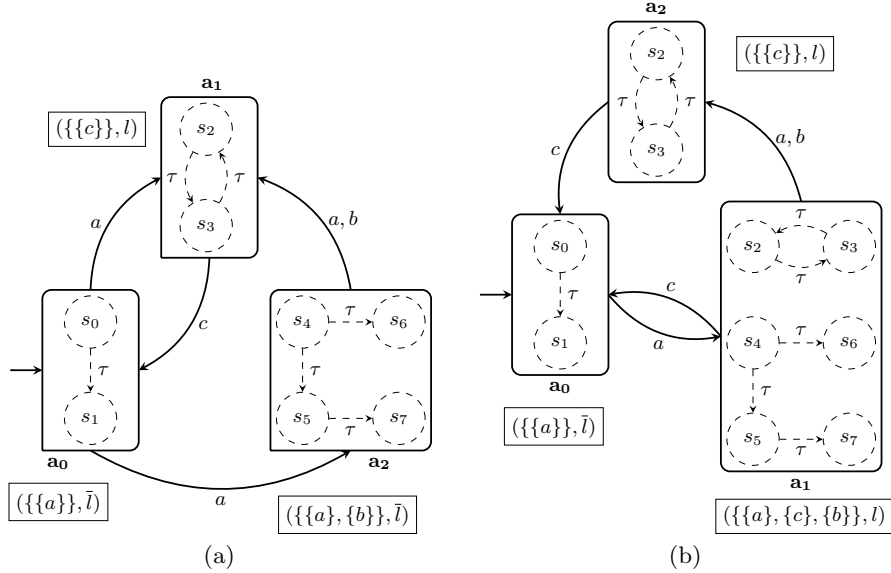 a₁
({{c}}, l)
s₂
τ
τ
s₃
a
a, b
c
s₀
τ
s₁
a₀
({{a}}, l̄)
s₄
τ
s₆
τ
s₅
τ
s₇
a₂
({{a}, {b}}, l̄)
a
(a)
a₂
({{c}}, l)
s₂
τ
τ
s₃
c
a, b
s₀
τ
s₁
a₀
({{a}}, l̄)
c
a
τ
s₂
s₃
τ
s₄
τ
s₆
τ
s₅
τ
s₇
a₁
({{a}, {c}, {b}}, l)
(b)